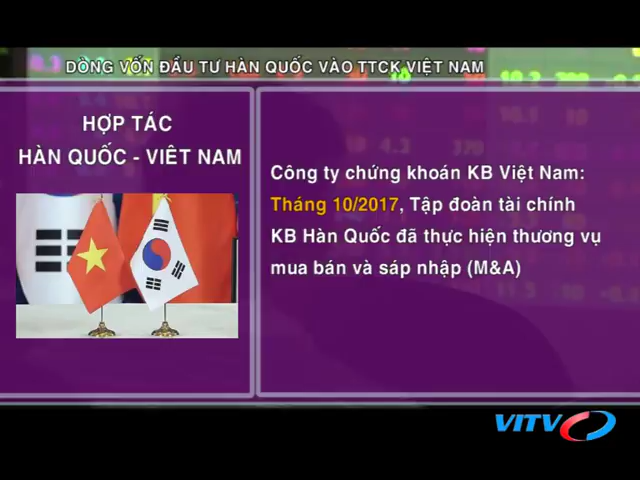 DÒNG VỐN ĐẦU TƯ HÀN QUỐC VÀO TTCK VIỆT NAM
HỢP TÁC
HÀN QUỐC - VIÊT NAM
Công ty chứng khoán KB Việt Nam:
Tháng 10/2017, Tập đoàn tài chính
KB Hàn Quốc đã thực hiện thương vụ
mua bán và sáp nhập (M&A)
VITV